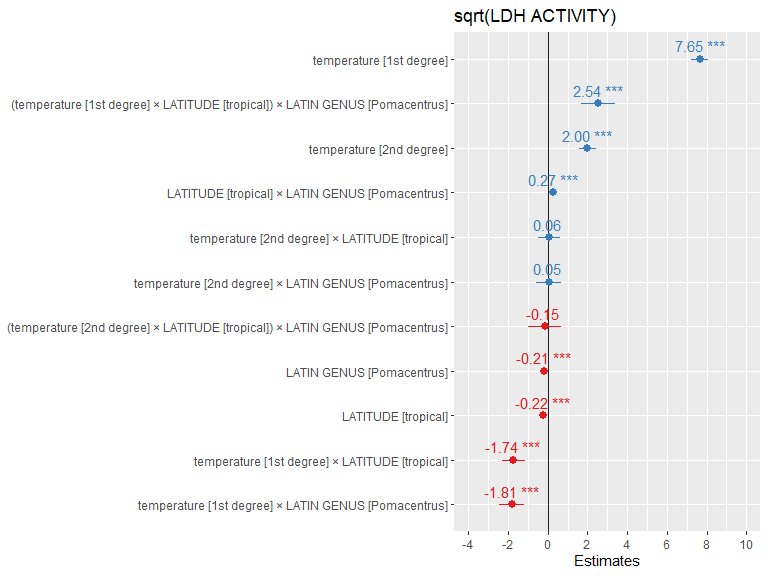 sqrt(LDH ACTIVITY)
temperature [1st degree]
7.65 ***
(temperature [1st degree] × LATITUDE [tropical]) × LATIN GENUS [Pomacentrus]
2.54 ***
temperature [2nd degree]
2.00 ***
LATITUDE [tropical] × LATIN GENUS [Pomacentrus]
0.27 ***
temperature [2nd degree] × LATITUDE [tropical]
0.06
temperature [2nd degree] × LATIN GENUS [Pomacentrus]
0.05
(temperature [2nd degree] × LATITUDE [tropical]) × LATIN GENUS [Pomacentrus]
-0.15
LATIN GENUS [Pomacentrus]
-0.21 ***
LATITUDE [tropical]
-0.22 ***
temperature [1st degree] × LATITUDE [tropical]
-1.74 ***
temperature [1st degree] × LATIN GENUS [Pomacentrus]
-1.81 ***
-4 -2 0 2 4 6 8 10
Estimates